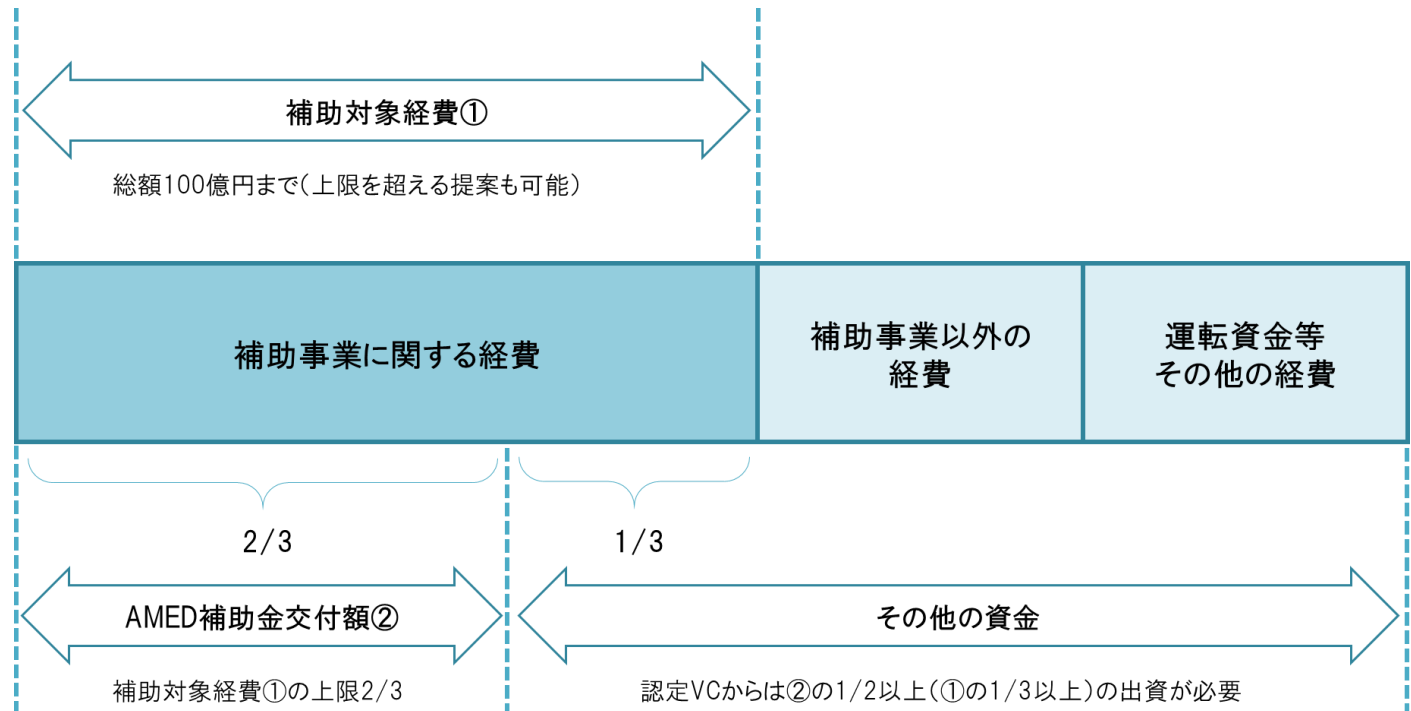 補助対象経費①
総額100億円まで(上限を超える提案も可能)
補助事業に関する経費
補助事業以外の
経費
運転資金等
その他の経費
2/3
1/3
AMED補助金交付額②
その他の資金
補助対象経費①の上限2/3
認定VCからは②の1/2以上(①の1/3以上)の出資が必要